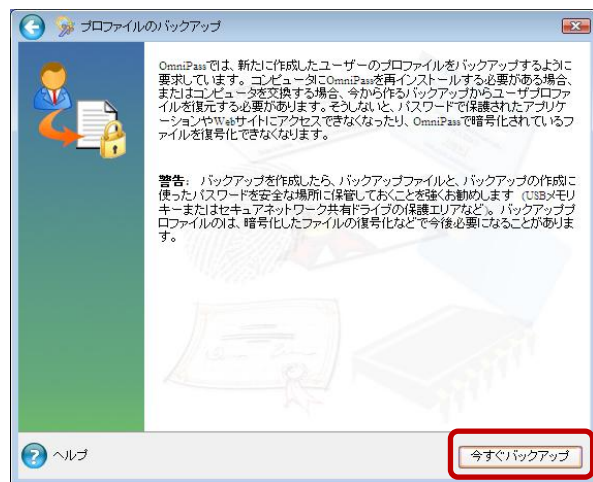 プロファイルのバックアップ
OmniPassでは、新たに作成したユーザーのプロファイルをバックアップするように
要求しています。コンピュータにOmniPassを再インストールする必要がある場合、
またはコンピュータを交換する場合、今から作るバックアップからユーザプロファ
イルを復元する必要があります。そうしないと、パスワードで保護されたアプリケ
ーションやWebサイトにアクセスできなくなったり、OmniPassで暗号化されているフ
ァイルを復号化できなくなります。
警告: バックアップを作成したら、バックアップファイルと、バックアップの作成に
使ったパスワードを安全な場所に保管しておくことを強くお勧めします (USBメモリ
キーまたはセキュアネットワーク共有ドライブの保護エリアなど)。バックアッププ
ロファイルのは、暗号化したファイルの復号化などで今後必要になることがありま
す。
ヘルプ
今すぐバックアップ